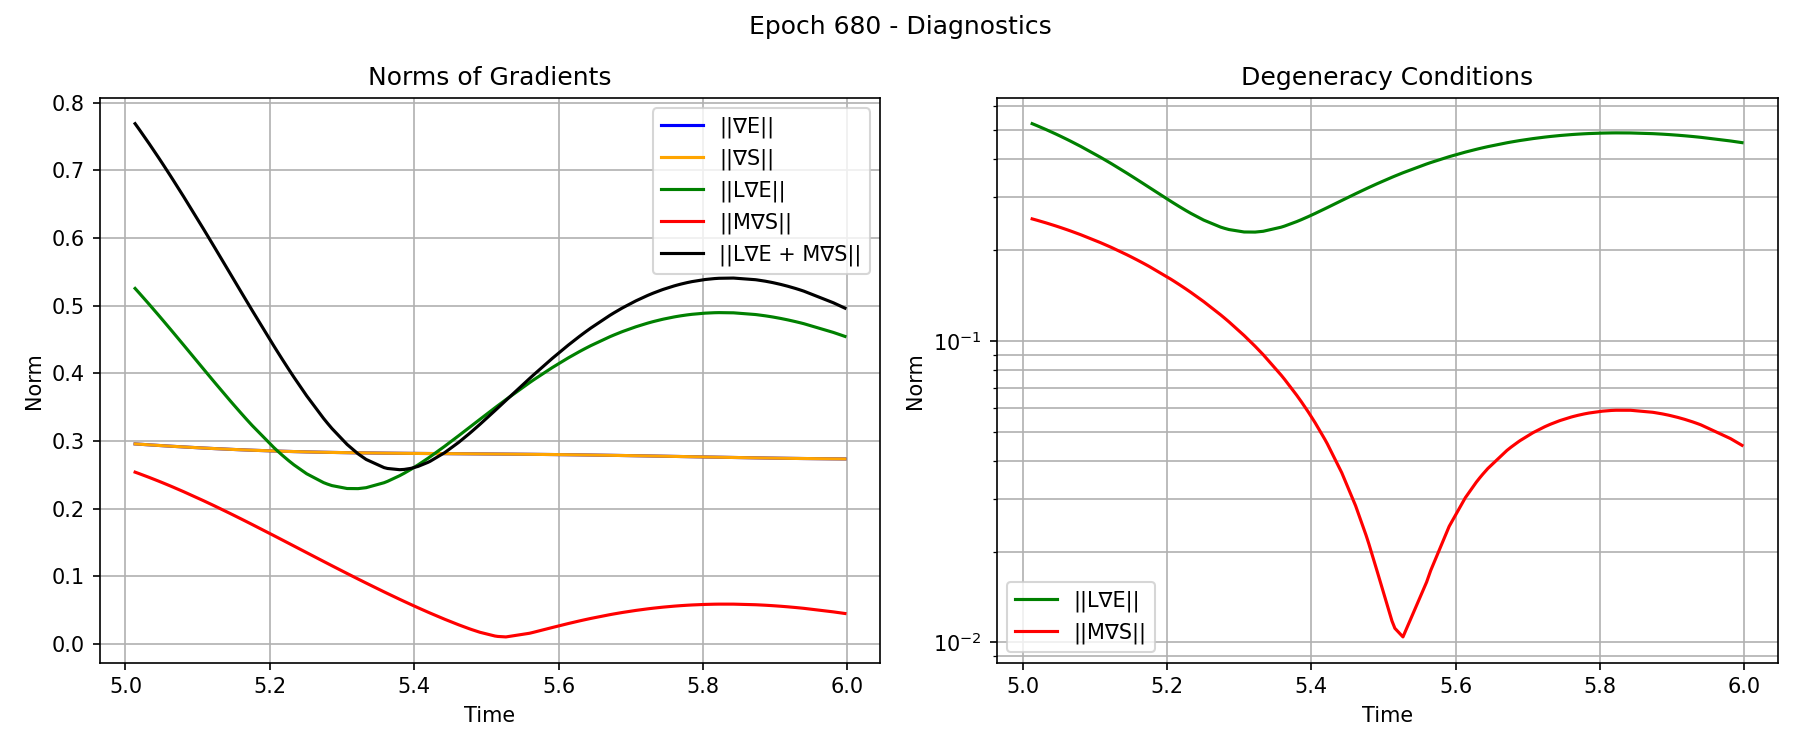 Epoch 680 - Diagnostics
Norms of Gradients
Norm
0.8
0.7
0.6
0.5
0.4
0.3
0.2
0.1
0.0
5.0 5.2 5.4 5.6 5.8 6.0
Time
||∇E||
||∇S||
||L∇E||
||M∇S||
||L∇E + M∇S||
Degeneracy Conditions
Norm
10⁻¹
10⁻²
5.0 5.2 5.4 5.6 5.8 6.0
Time
||L∇E||
||M∇S||